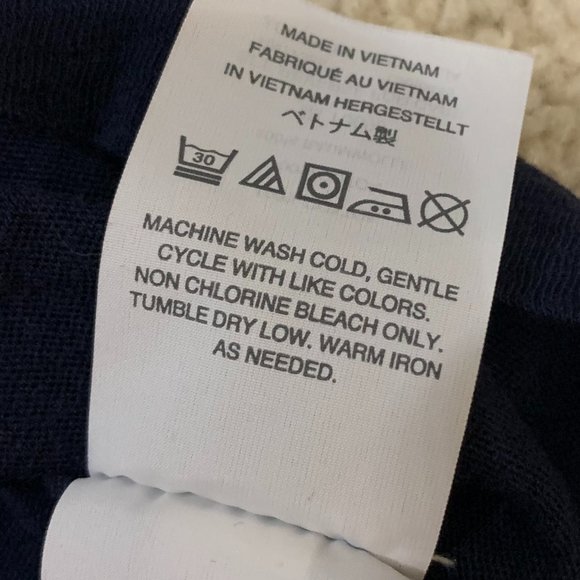 MADE IN VIETNAM
FABRIQUÉ AU VIETNAM
IN VIETNAM HERGESTELLT
ベトナム製
30
MACHINE WASH COLD, GENTLE
CYCLE WITH LIKE COLORS.
NON CHLORINE BLEACH ONLY.
TUMBLE DRY LOW. WARM IRON
AS NEEDED.